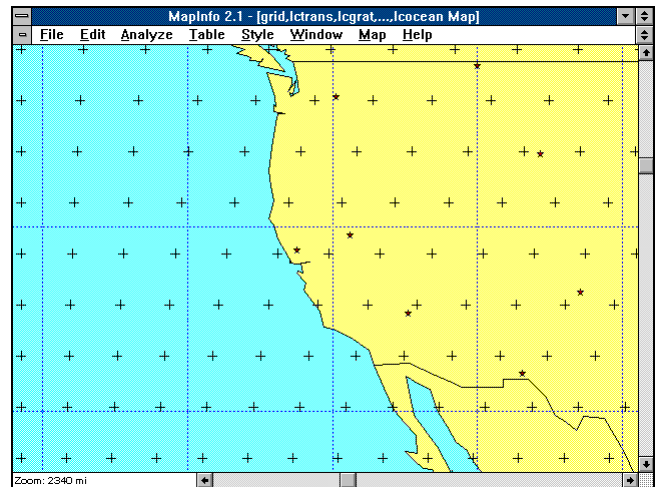 MapInfo 2.1 - [grid,lctrans,lcgrat,...,lcocean Map]
File Edit Analyze Table Style Window Map Help
Zoom: 2340 mi